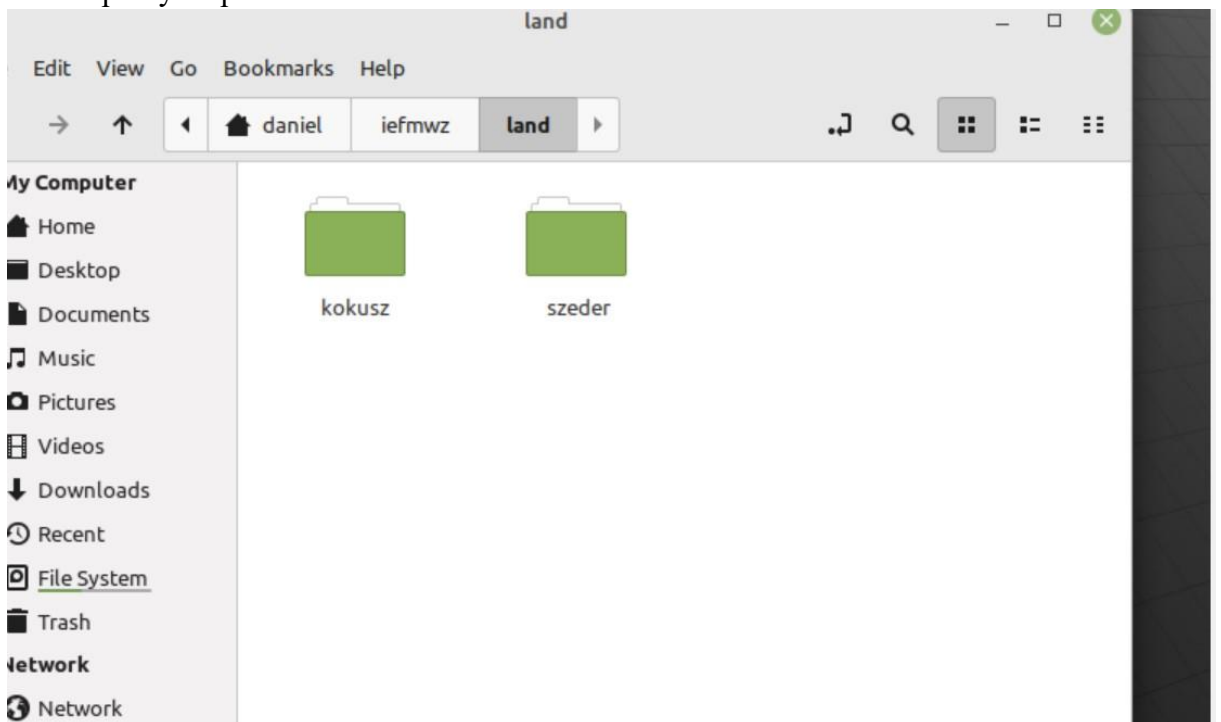 land
Edit View Go Bookmarks Help
daniel iefmwz land
My Computer
Home
Desktop
Documents
Music
Pictures
Videos
Downloads
Recent
File System
Trash
Network
Network
kokusz szeder